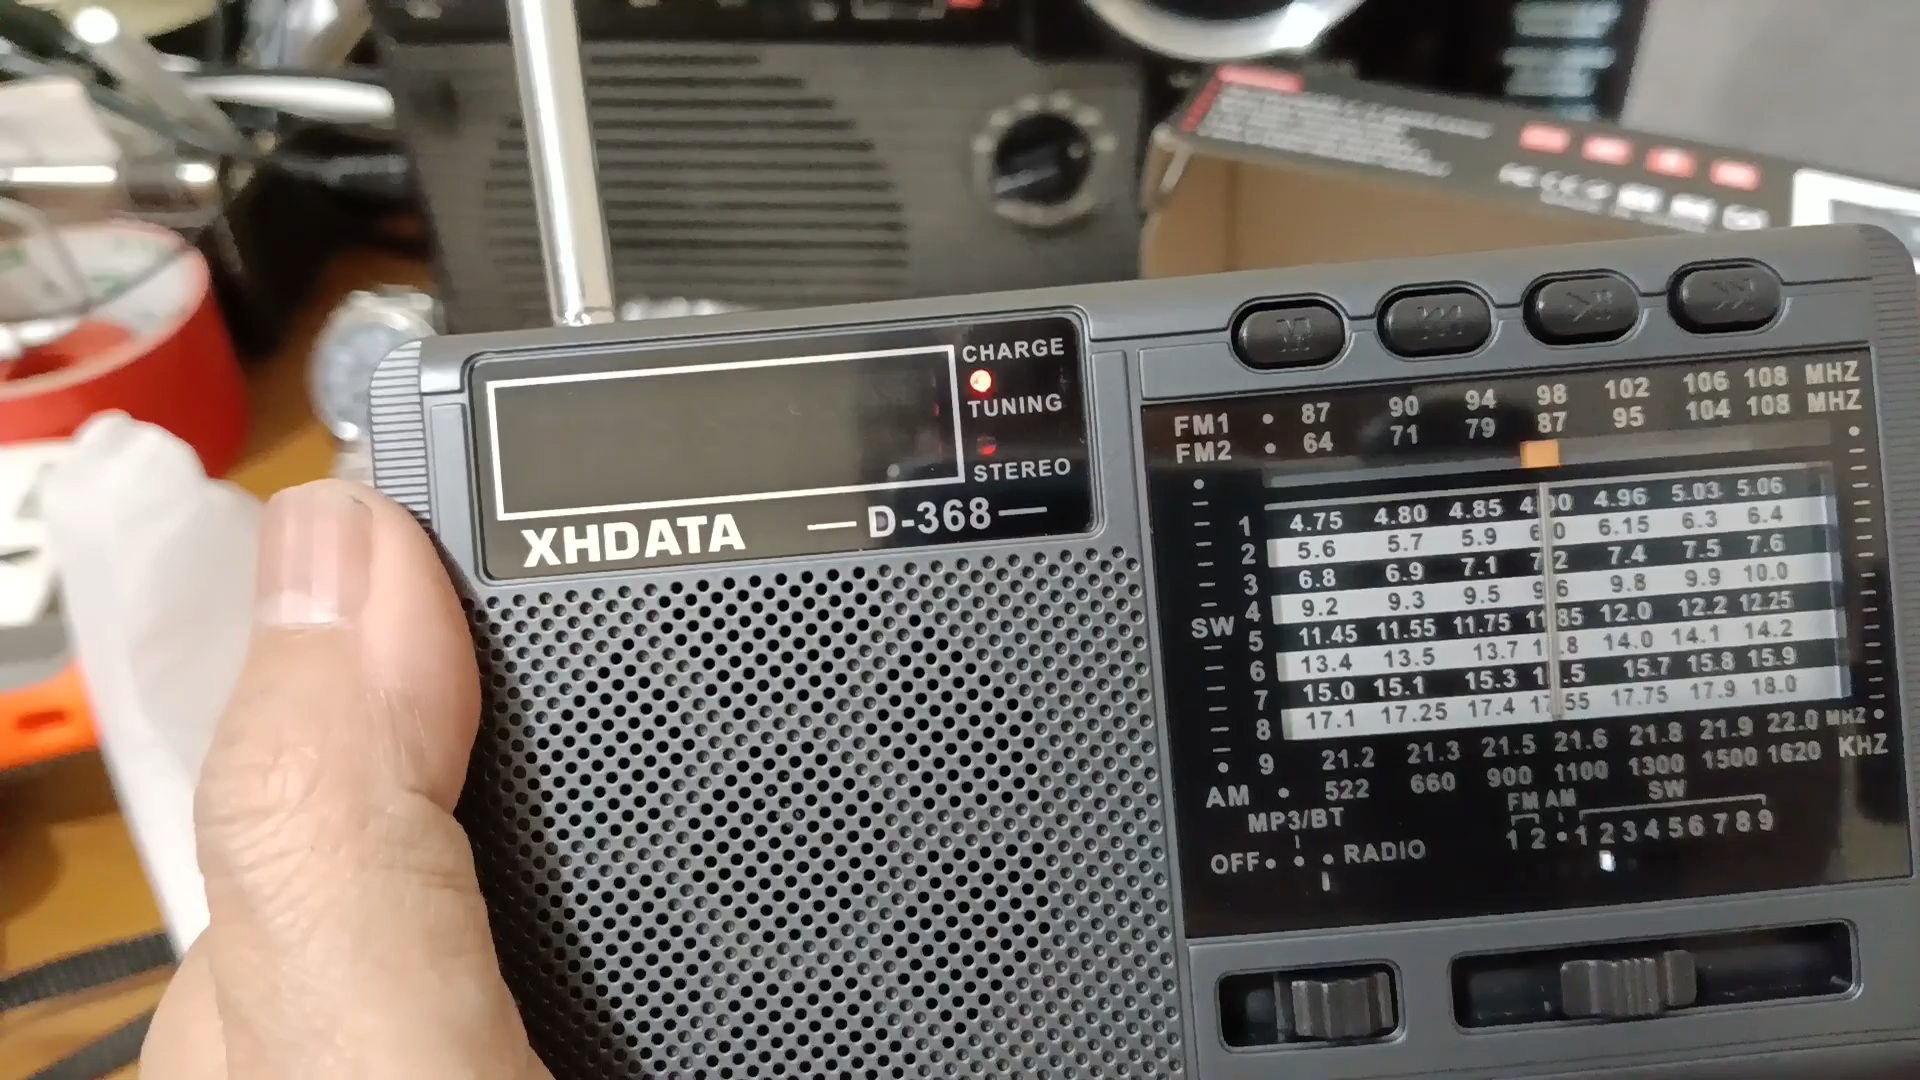 CHARGE
TUNING
STEREO
XHDATA
D-368
FM1 • 87 90 94 98 102 106 108 MHZ
FM2 • 64 71 79 87 95 104 108 MHZ
SW
1 4.75 4.80 4.85 4.96 5.03 5.06
2 5.6 5.7 5.9 6.15 6.3 6.4
3 6.8 6.9 7.1 7.4 7.5 7.6
4 9.2 9.3 9.5 9.8 9.9 10.0
5 11.45 11.55 11.75 12.0 12.2 12.25
6 13.4 13.5 13.7 14.0 14.1 14.2
7 15.0 15.1 15.3 15.7 15.8 15.9
8 17.1 17.25 17.4 17.75 17.9 18.0
9 21.2 21.3 21.5 21.6 21.8 21.9 22.0 MHZ
AM • 522 660 900 1100 1300 1500 1620 KHZ
MP3/BT
OFF • • • RADIO
FM AM SW
1 2 • 1 2 3 4 5 6 7 8 9